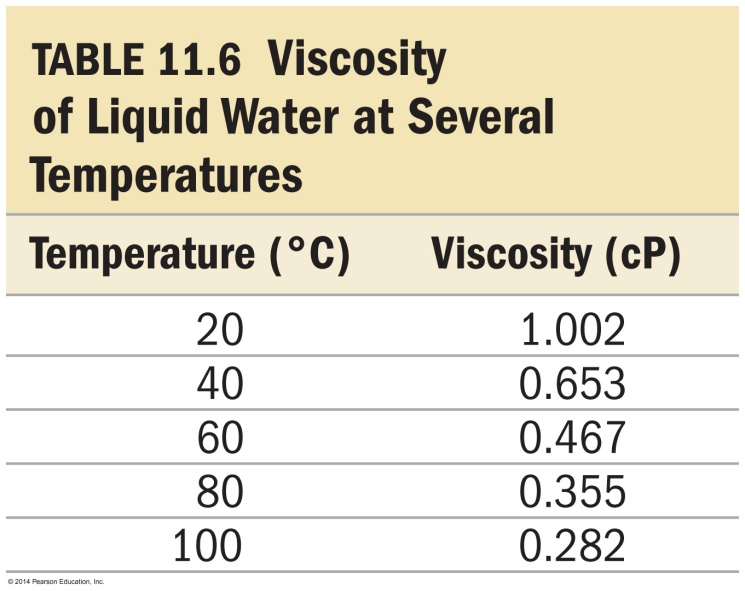 TABLE 11.6 Viscosity
of Liquid Water at Several
Temperatures
Temperature (°C) Viscosity (cP)
20 1.002
40 0.653
60 0.467
80 0.355
100 0.282
© 2014 Pearson Education, Inc.